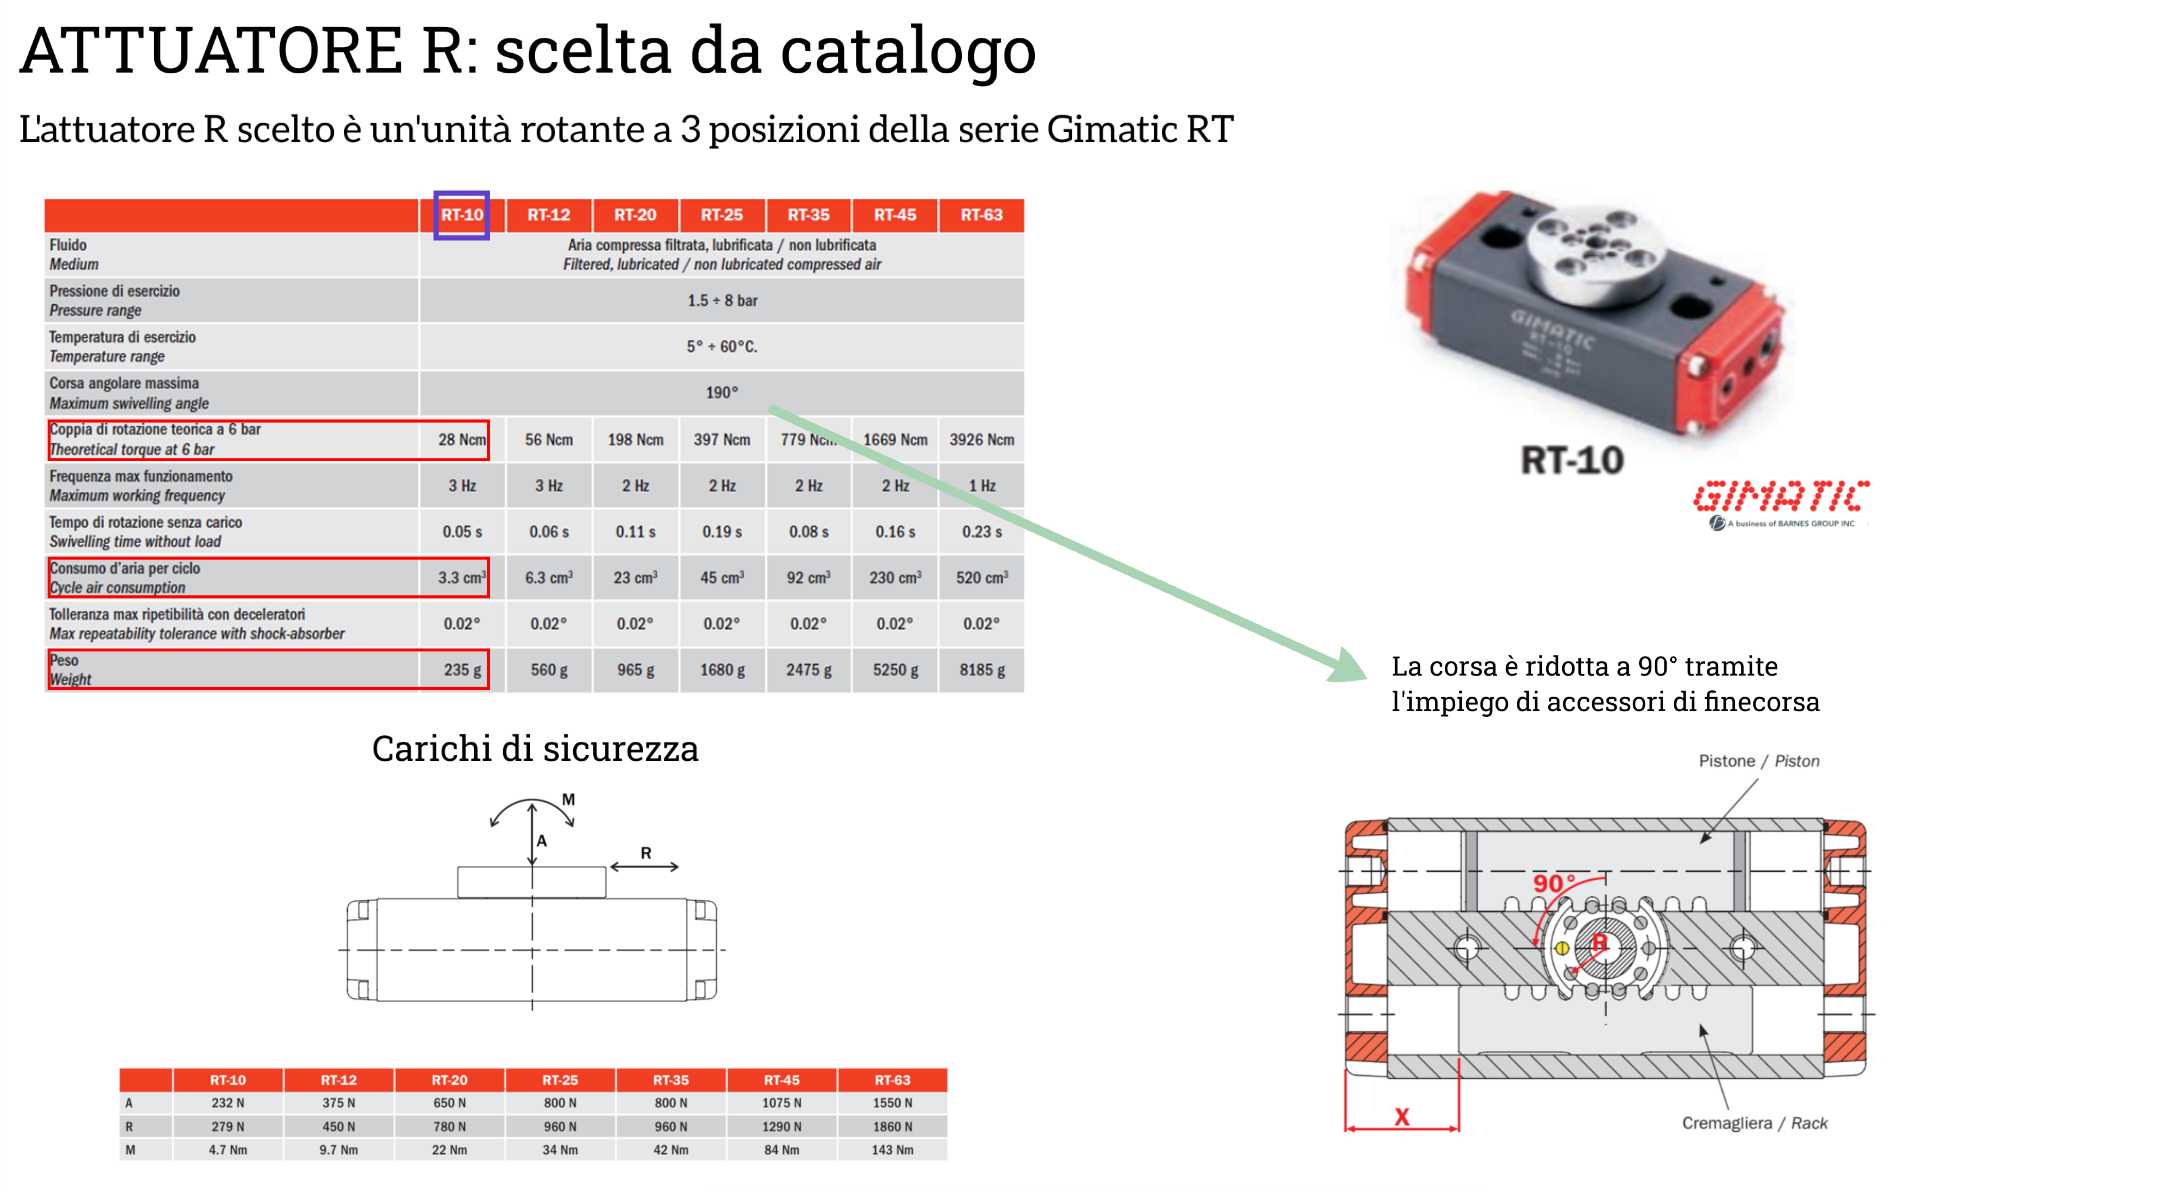 ATTUATORE R: scelta da catalogo
L'attuatore R scelto è un'unità rotante a 3 posizioni della serie Gimatic RT
RT-10 RT-12 RT-20 RT-25 RT-35 RT-45 RT-63
Fluido
Medium
Aria compressa filtrata, lubrificata / non lubrificata
Filtered, lubricated / non lubricated compressed air
Pressione di esercizio
Pressure range
1.5 ÷ 8 bar
Temperatura di esercizio
Temperature range
5° ÷ 60°C.
Corsa angolare massima
Maximum swivelling angle
190°
Coppia di rotazione teorica a 6 bar
Theoretical torque at 6 bar
28 Ncm 56 Ncm 198 Ncm 397 Ncm 779 Ncm 1669 Ncm 3926 Ncm
Frequenza max funzionamento
Maximum working frequency
3 Hz 3 Hz 2 Hz 2 Hz 2 Hz 2 Hz 1 Hz
Tempo di rotazione senza carico
Swivelling time without load
0.05 s 0.06 s 0.11 s 0.19 s 0.08 s 0.16 s 0.23 s
Consumo d'aria per ciclo
Cycle air consumption
3.3 cm³ 6.3 cm³ 23 cm³ 45 cm³ 92 cm³ 230 cm³ 520 cm³
Tolleranza max ripetibilità con deceleratori
Max repeatability tolerance with shock-absorber
0.02° 0.02° 0.02° 0.02° 0.02° 0.02° 0.02°
Peso
Weight
235 g 560 g 965 g 1680 g 2475 g 5250 g 8185 g
GIMATIC
RT-10
RT-10
GIMATIC
A business of BARNES GROUP INC
La corsa è ridotta a 90° tramite
l'impiego di accessori di finecorsa
Carichi di sicurezza
M
A
R
RT-10 RT-12 RT-20 RT-25 RT-35 RT-45 RT-63
A 232 N 375 N 650 N 800 N 800 N 1075 N 1550 N
R 279 N 450 N 780 N 960 N 960 N 1290 N 1860 N
M 4.7 Nm 9.7 Nm 22 Nm 34 Nm 42 Nm 84 Nm 143 Nm
Pistone / Piston
90°
R
X
Cremagliera / Rack